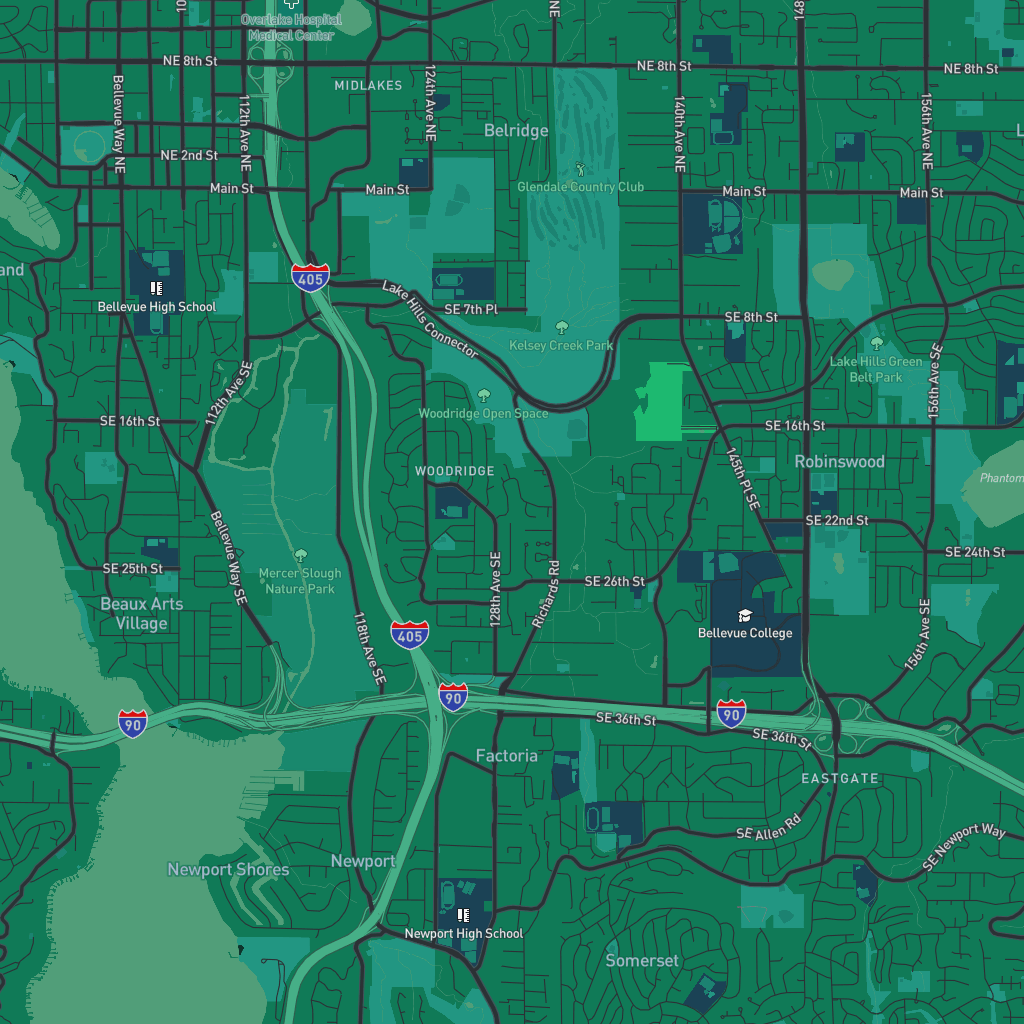 10
NE
148
Overlake Hospital
Medical Center
NE 8th St
NE 8th St
NE 8th St
MIDLAKES
Bellevue Way NE
112th Ave NE
124th Ave NE
140th Ave NE
156th Ave NE
Belridge
L
NE 2nd St
Main St
Main St
Main St
Main St
Glendale Country Club
and
405
Bellevue High School
Lake Hills Connector
SE 7th Pl
SE 8th St
Kelsey Creek Park
Lake Hills Green
Belt Park
112th Ave SE
156th Ave SE
Woodridge Open Space
SE 16th St
SE 16th St
WOODRIDGE
145th Pl SE
Robinswood
Phantom
Bellevue Way SE
SE 22nd St
SE 24th St
SE 25th St
Mercer Slough
Nature Park
128th Ave SE
Richards Rd
SE 26th St
Beaux Arts
Village
118th Ave SE
405
Bellevue College
156th Ave SE
90
90
90
SE 36th St
SE 36th St
Factoria
EASTGATE
SE Allen Rd
SE Newport Way
Newport Shores
Newport
Newport High School
Somerset